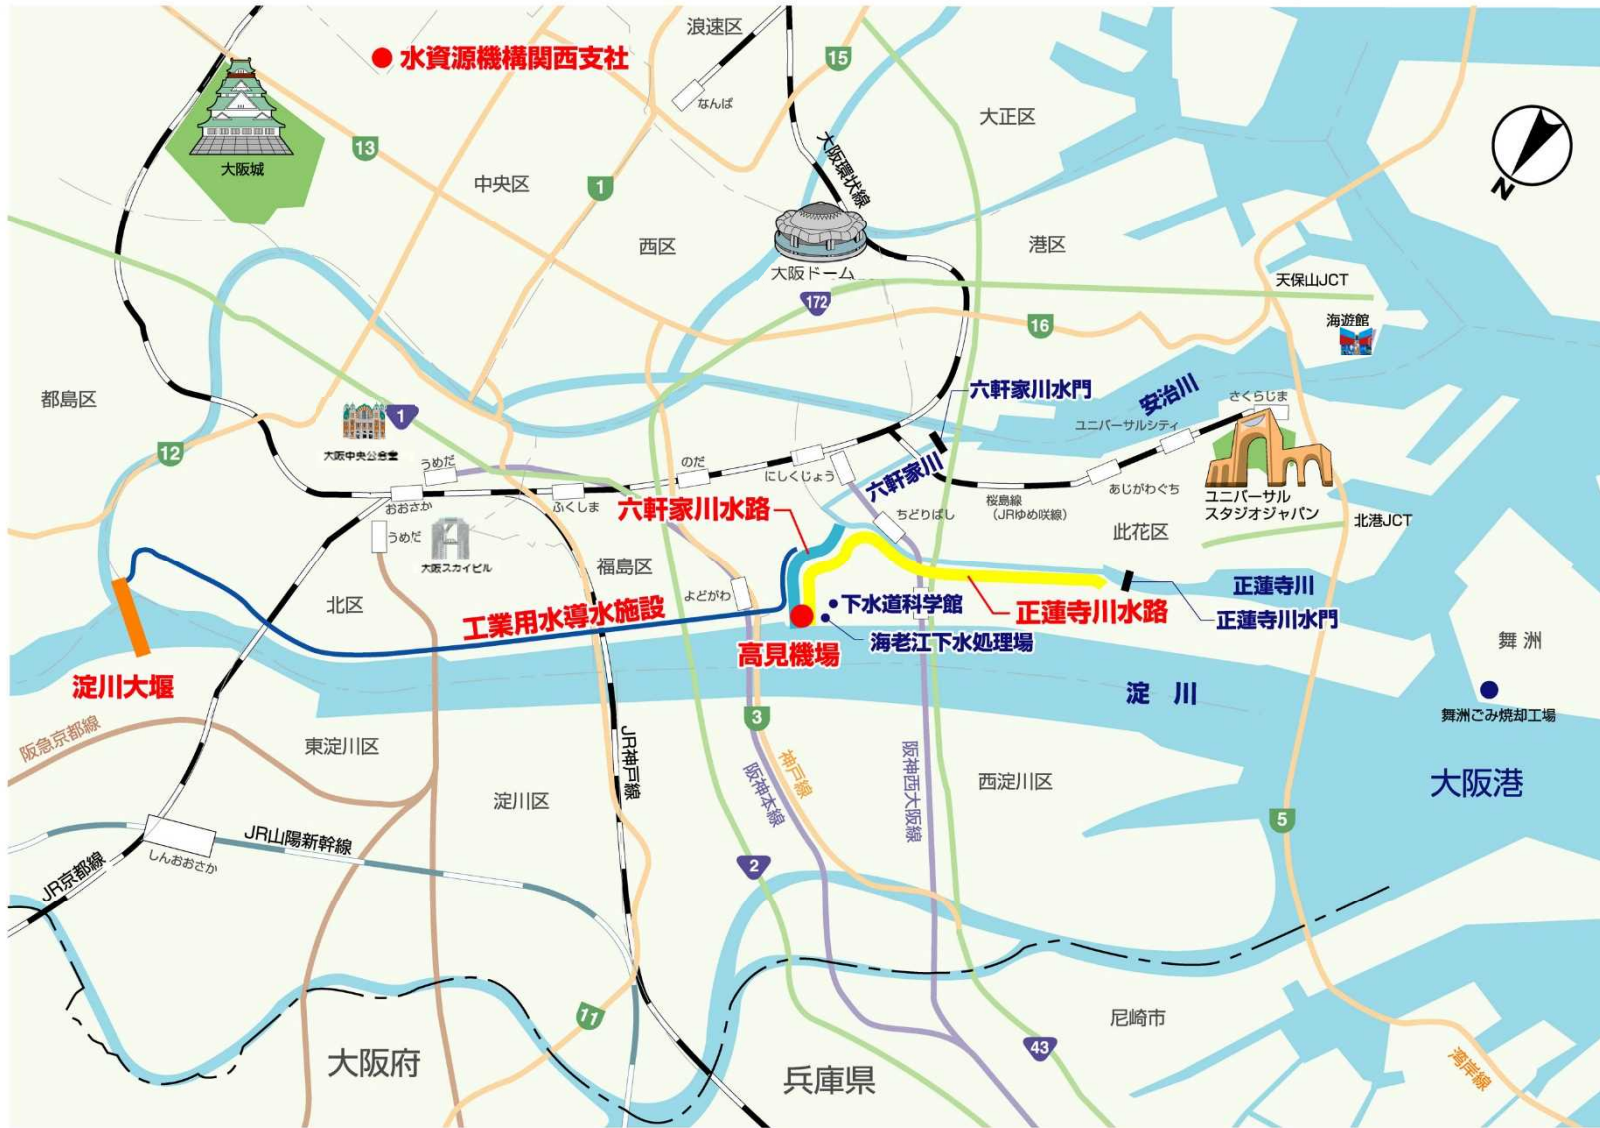 浪速区
水資源機構関西支社
15
なんば
大正区
大阪環状線
13
大阪城
中央区
1
N
西区
港区
大阪ドーム
天保山JCT
172
16
海遊館
都島区
1
六軒家川水門
安治川
さくらじま
ユニバーサルシティ
12
大阪中央公会堂
うめだ
のだ
にしくじょう
六軒家川
あじがわぐち
ユニバーサル
スタジオジャパン
おおさか
ふくしま
六軒家川水路
ちどりばし
桜島線
(JRゆめ咲線)
此花区
北港JCT
うめだ
大阪スカイビル
福島区
よどがわ
北区
工業用水導水施設
下水道科学館
海老江下水処理場
正蓮寺川水路
正蓮寺川
正蓮寺川水門
高見機場
舞洲
淀川大堰
淀川
舞洲ごみ焼却工場
3
阪急京都線
東淀川区
JR神戸線
神戸線
阪神本線
阪神西大阪線
西淀川区
大阪港
淀川区
5
JR山陽新幹線
しんおおさか
JR京都線
2
11
尼崎市
43
大阪府
兵庫県
湾岸線